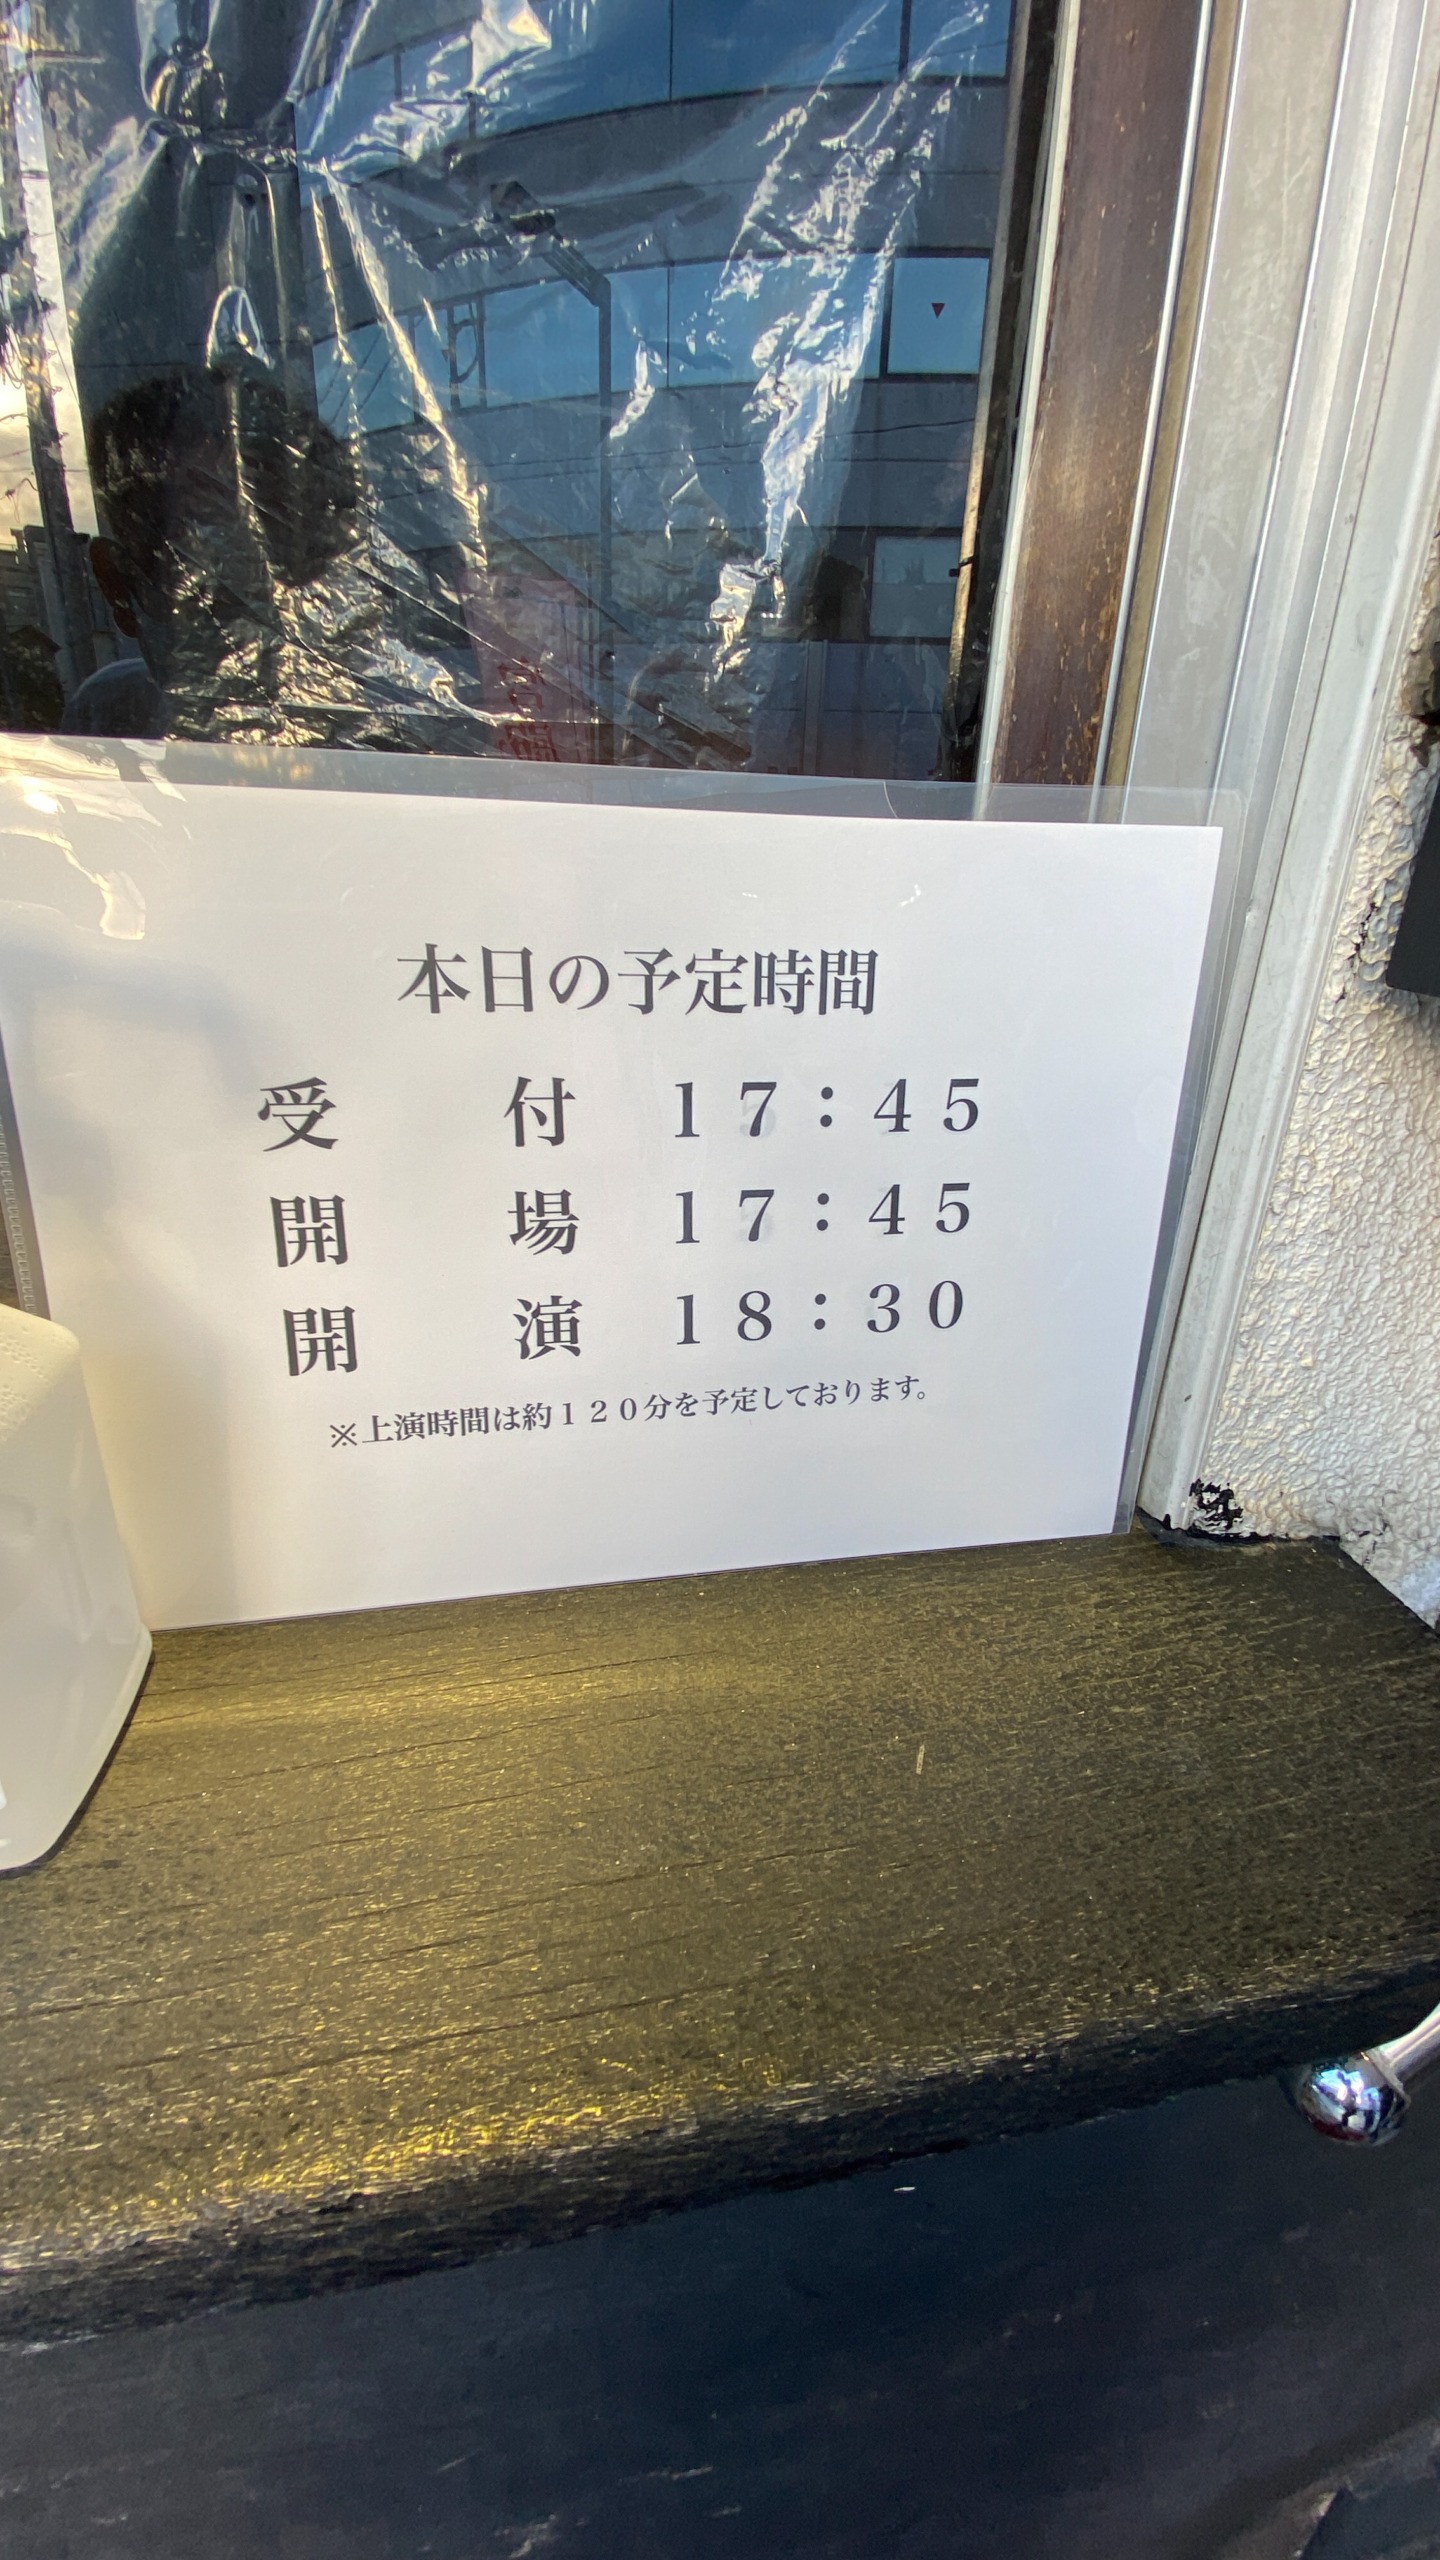 本日の予定時間
受　付　１７：４５
開　場　１７：４５
開　演　１８：３０
※上演時間は約１２０分を予定しております。